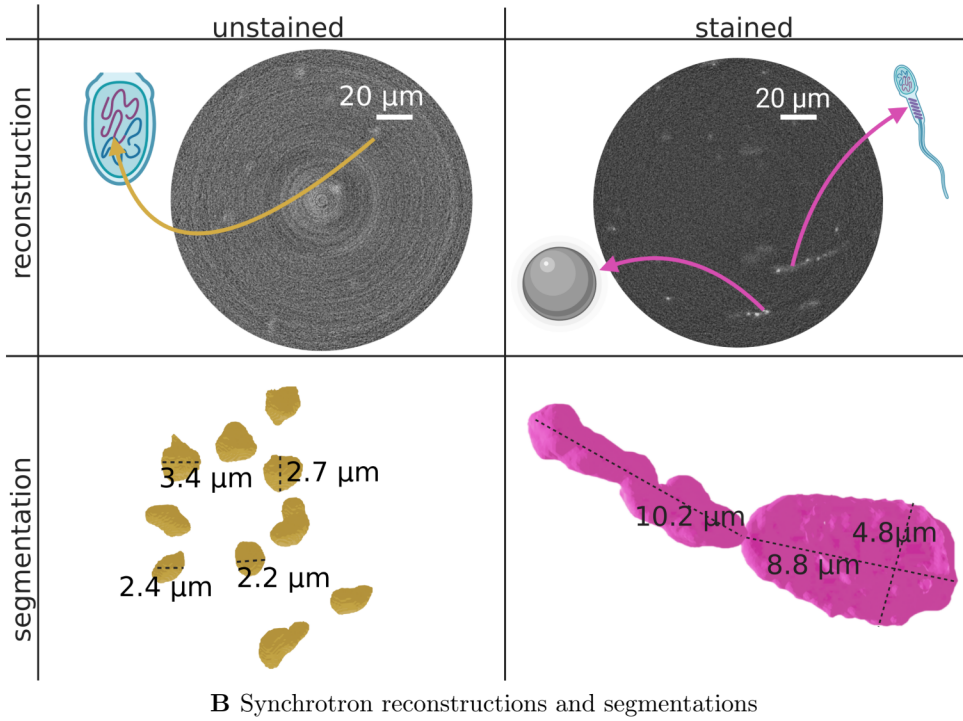 unstained
stained
reconstruction
20 µm
20 µm
segmentation
3.4 µm
2.7 µm
2.4 µm
2.2 µm
10.2 µm
4.8µm
8.8 µm
B Synchrotron reconstructions and segmentations